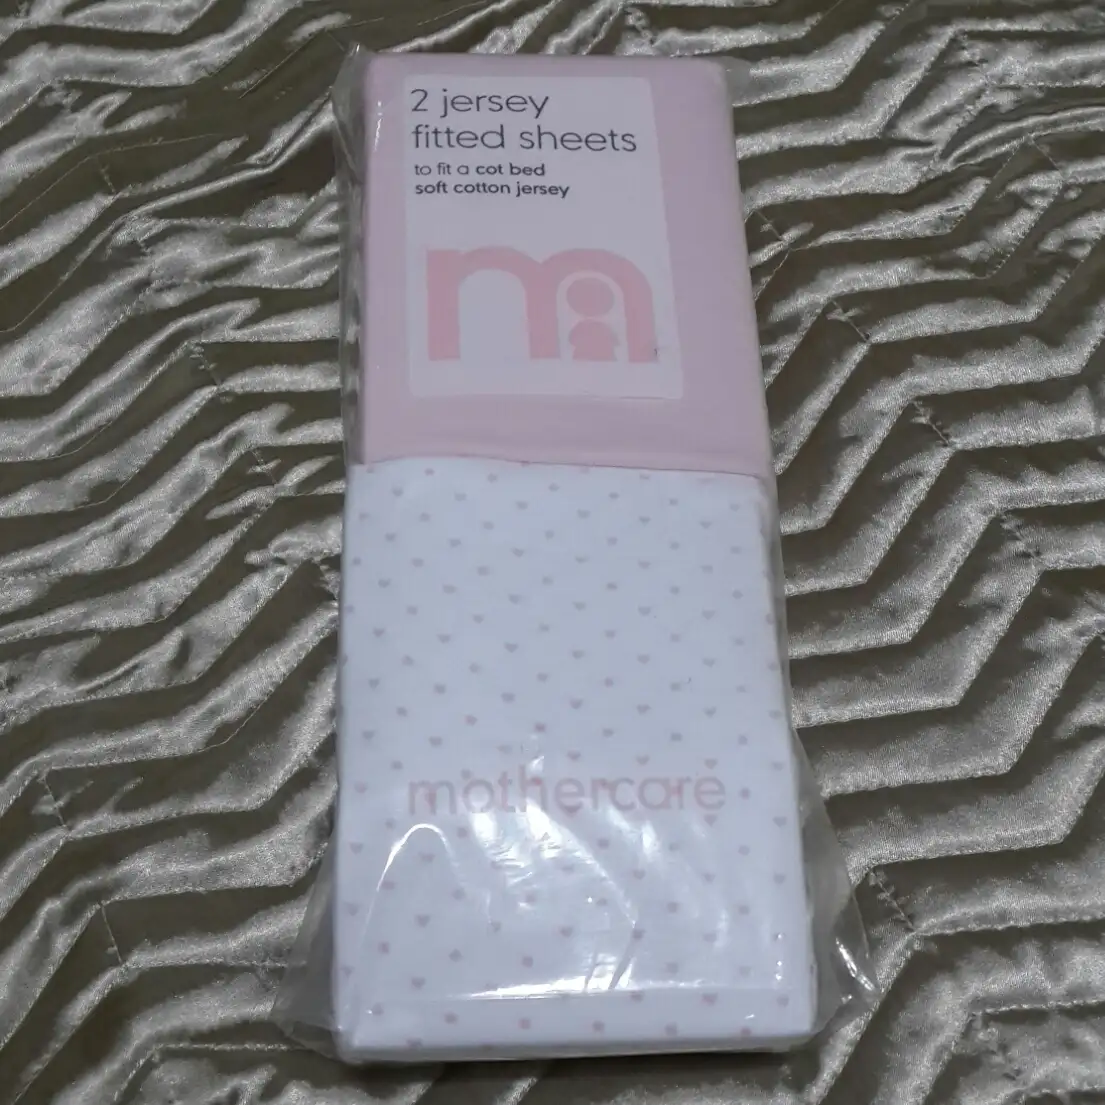 2 jersey
fitted sheets
to fit a cot bed
soft cotton jersey
m
mothercare